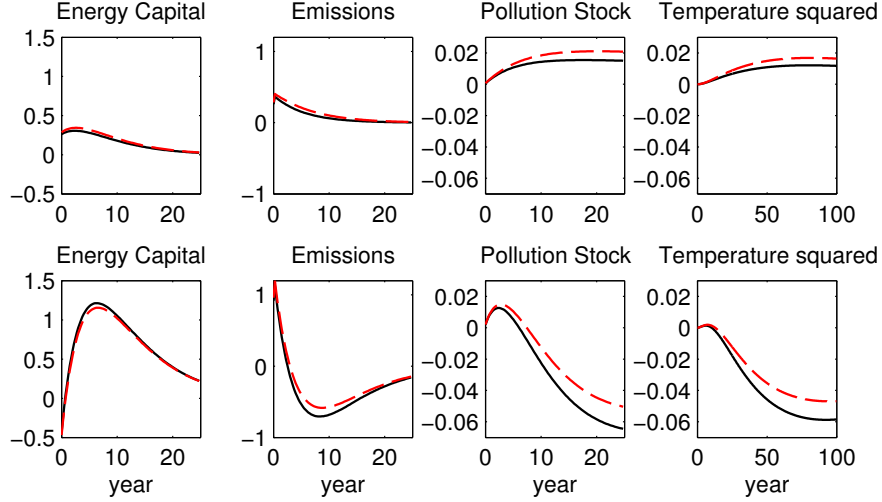 Energy Capital Emissions Pollution Stock Temperature squared
1.5 1 0.02 0.02
1 0 0
0.5 0 −0.02 −0.02
0 −0.04 −0.04
−0.5 −1 −0.06 −0.06
0 10 20 0 10 20 0 10 20 0 50 100
Energy Capital Emissions Pollution Stock Temperature squared
1.5 1 0.02 0.02
1 0 0
0.5 0 −0.02 −0.02
0 −0.04 −0.04
−0.5 −1 −0.06 −0.06
0 10 20 0 10 20 0 10 20 0 50 100
year year year year